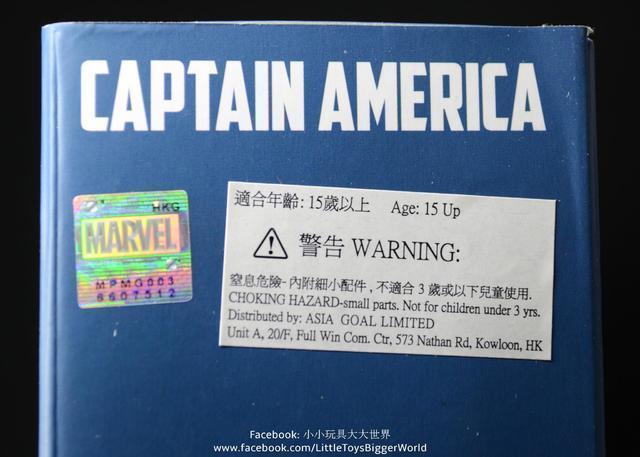 CAPTAIN AMERICA
HKG
MARVEL
MPMG003
6607512
適合年齡: 15歲以上 Age: 15 Up
警告 WARNING:
窒息危險- 內附細小配件, 不適合 3 歲或以下兒童使用.
CHOKING HAZARD-small parts. Not for children under 3 yrs.
Distributed by: ASIA GOAL LIMITED
Unit A, 20/F, Full Win Com. Ctr, 573 Nathan Rd, Kowloon, HK
Facebook: 小小玩具大大世界
www.facebook.com/LittleToysBiggerWorld